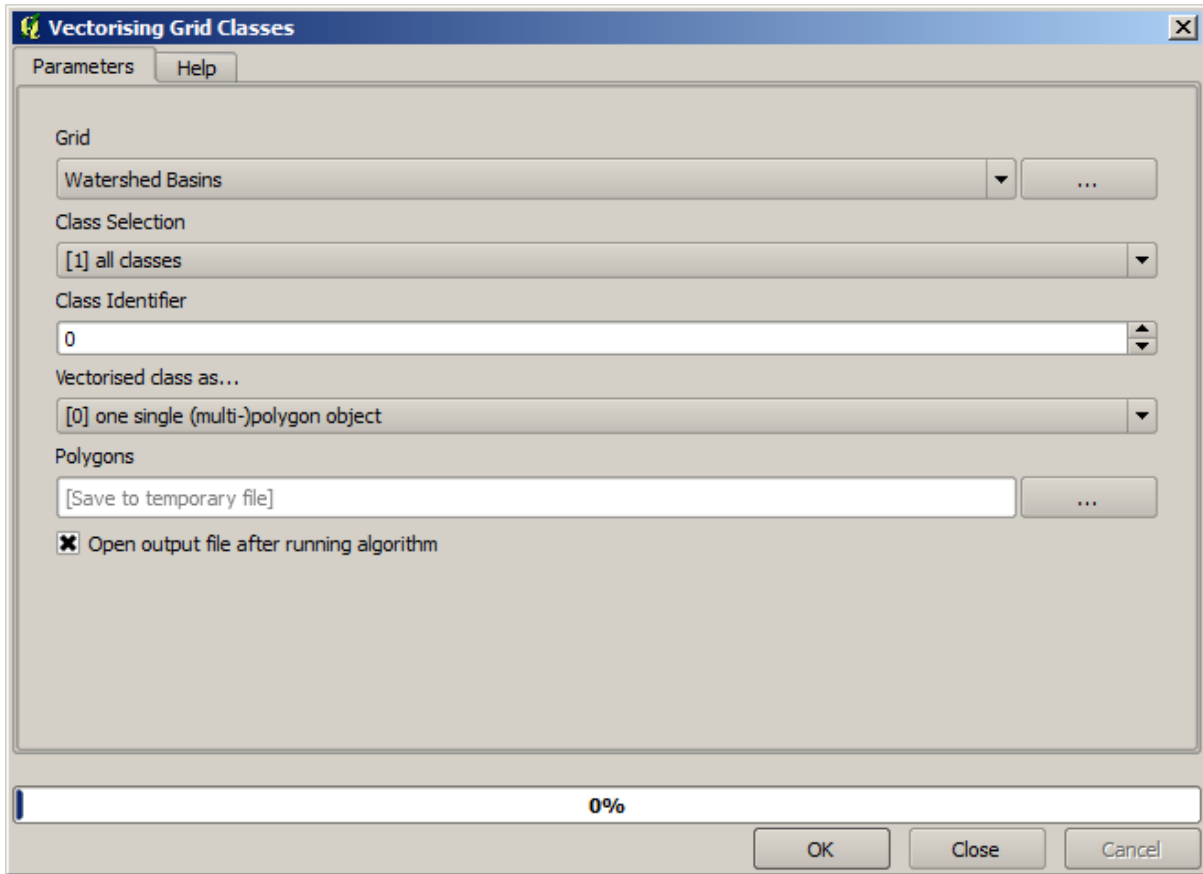 Vectorising Grid Classes
Parameters Help
Grid
Watershed Basins ...
Class Selection
[1] all classes
Class Identifier
0
Vectorised class as...
[0] one single (multi-)polygon object
Polygons
[Save to temporary file] ...
Open output file after running algorithm
0%
OK Close Cancel